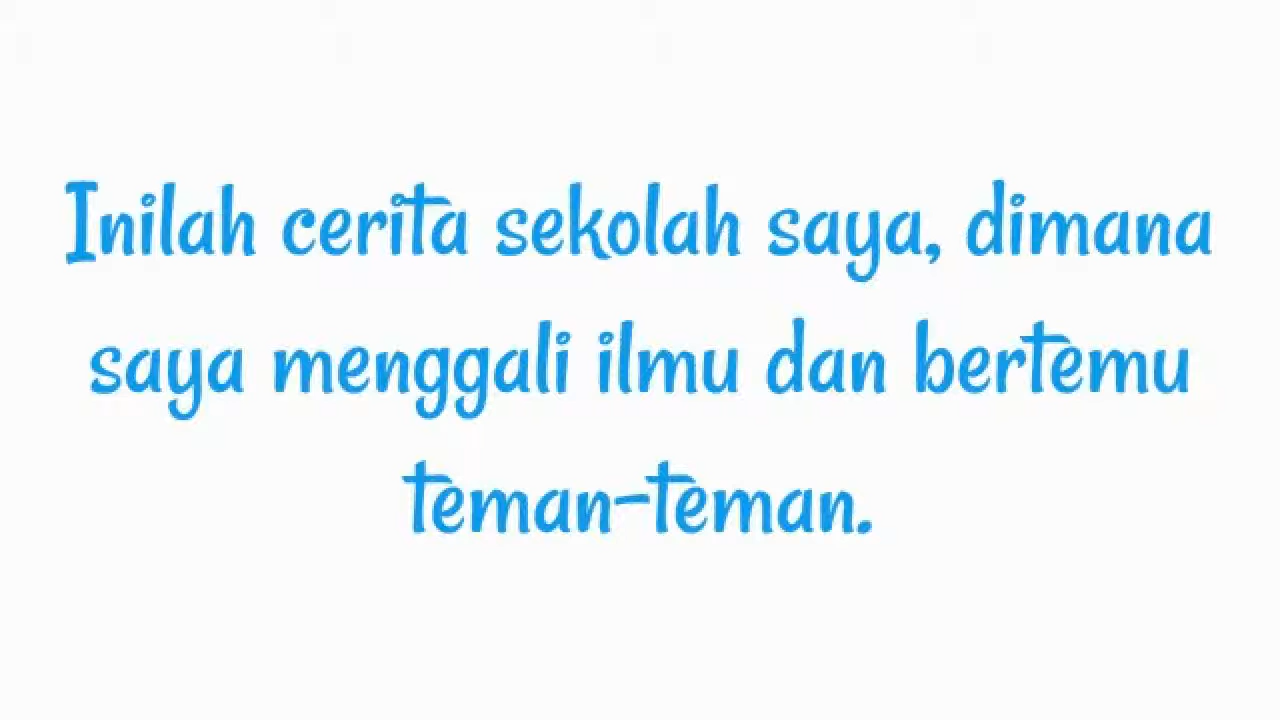 Inilah cerita sekolah saya, dimana
saya menggali ilmu dan bertemu
teman-teman.